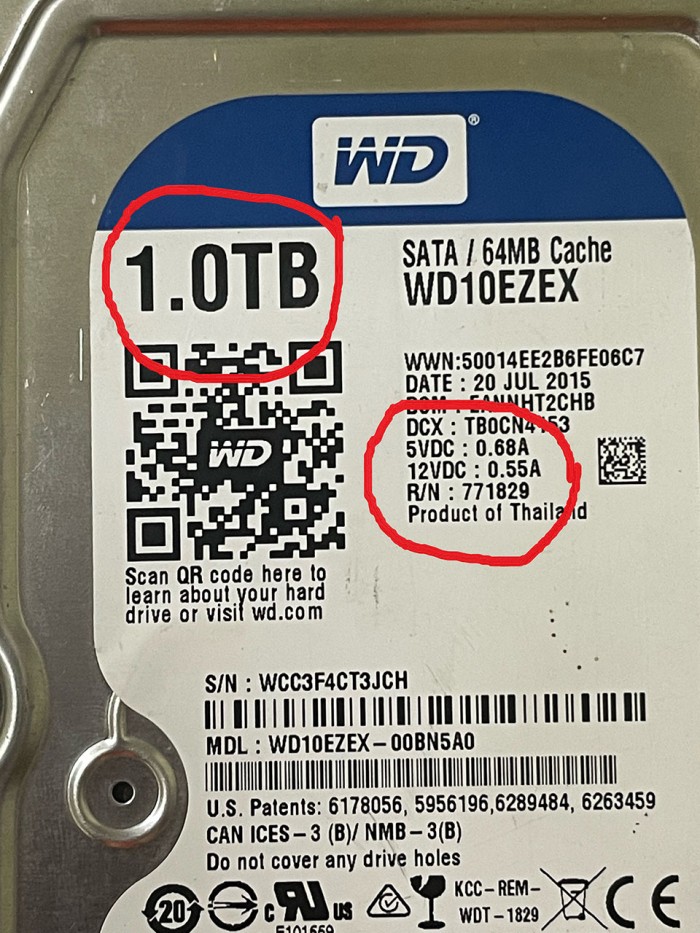 WD®
1.0TB
SATA / 64MB Cache
WD10EZEX
WWN:50014EE2B6FE06C7
DATE : 20 JUL 2015
DCX : TB0CN4
5VDC : 0.68A
12VDC : 0.55A
R/N : 771829
Product of Thailand
WD
Scan QR code here to
learn about your hard
drive or visit wd.com
S/N : WCC3F4CT3JCH
MDL : WD10EZEX-00BN5A0
U.S. Patents: 6178056, 5956196,6289484, 6263459
CAN ICES-3 (B)/ NMB-3(B)
Do not cover any drive holes
20
c RU US
KCC-REM-
WDT-1829
CE